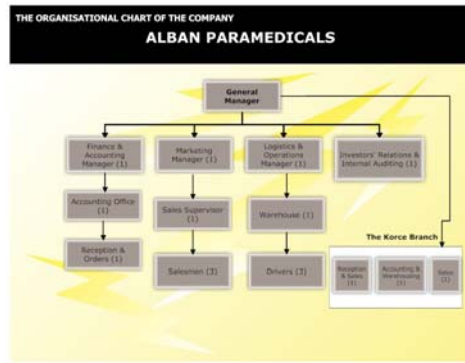 THE ORGANISATIONAL CHART OF THE COMPANY
ALBAN PARAMEDICALS
General
Manager
Finance &
Accounting
Manager (1)
Marketing
Manager (1)
Logistics &
Operations
Manager (1)
Investors' Relations &
Internal Auditing (1)
Accounting Office
(1)
Sales Supervisor
(1)
Warehouse (1)
Reception &
Orders (1)
Salesmen (3)
Drivers (3)
The Korce Branch
Reception
& Sales
(1)
Accounting &
Warehousing
(1)
Sales
(1)